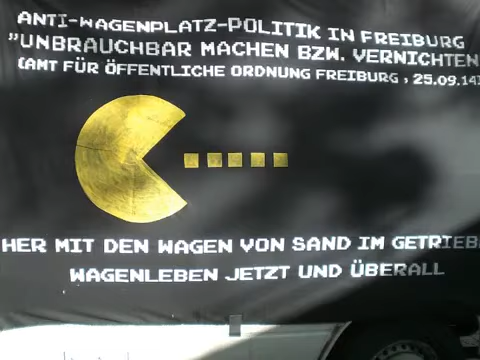 ANTI-WAGENPLATZ-POLITIK IN FREIBURG
"UNBRAUCHBAR MACHEN BZW. VERNICHTEN
(AMT FÜR ÖFFENTLICHE ORDNUNG FREIBURG, 25.09.14)
HER MIT DEN WAGEN VON SAND IM GETRIEB
WAGENLEBEN JETZT UND ÜBERALL